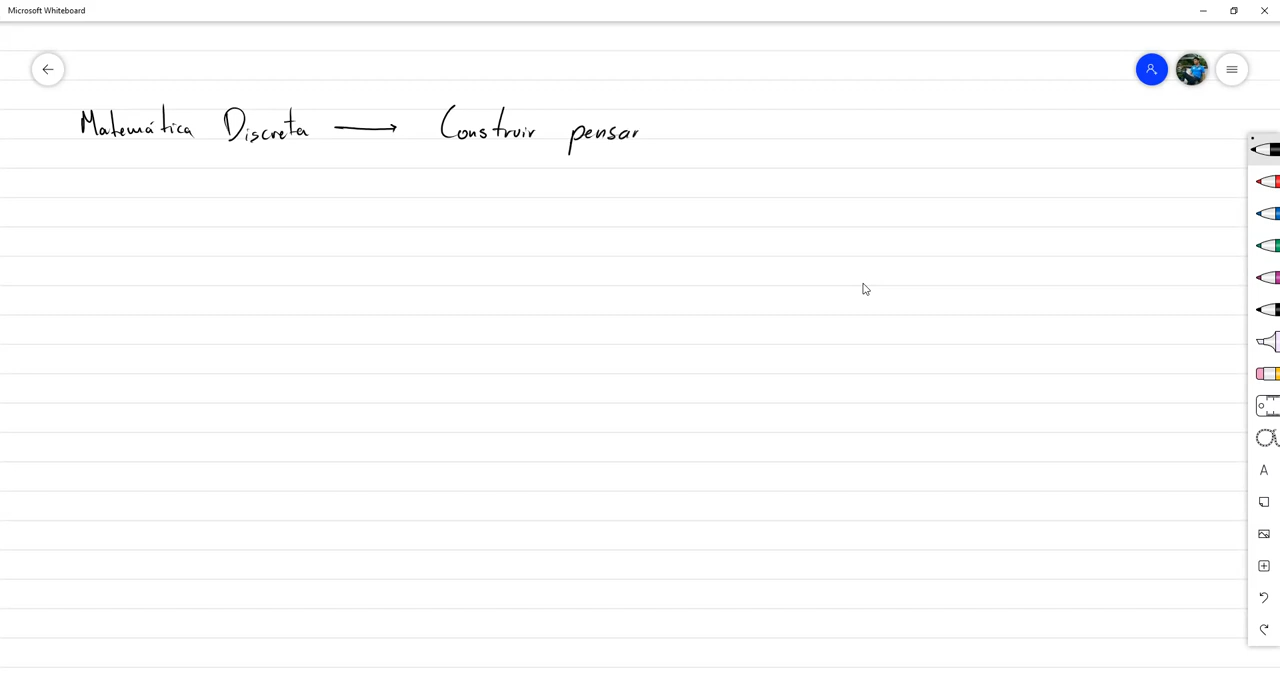 Microsoft Whiteboard
Matemática Discreta → Construir pensar
A